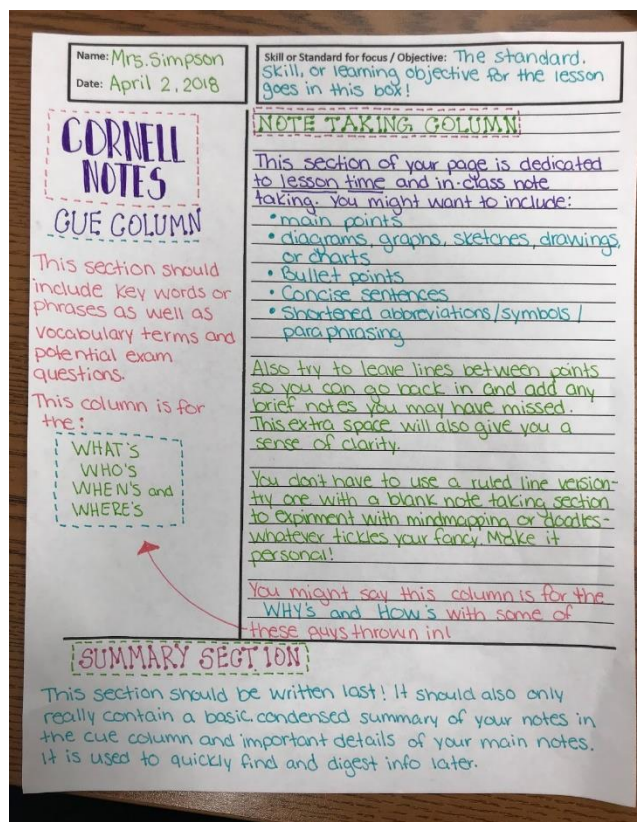 Name: Mrs. Simpson
Date: April 2, 2018
Skill or Standard for focus / Objective: The standard.
Skill, or learning objective for the lesson
goes in this box!
CORNELL
NOTES
CUE COLUMN
This section should
include key words or
phrases as well as
vocabulary terms and
potential exam
questions.
This column is for
the:
WHAT'S
WHO'S
WHEN'S and
WHERE'S
NOTE TAKING COLUMN
This section of your page is dedicated
to lesson time and in-class note
taking. You might want to include:
• main points
• diagrams, graphs, sketches, drawings,
or charts
• Bullet points
• Concise sentences
• Shortened abbreviations/symbols/
paraphrasing
Also try to leave lines between points
so you can go back in and add any
brief notes you may have missed.
This extra space will also give you a
sense of clarity.
You don't have to use a ruled line version-
try one with a blank note taking section
to expirment with mindmapping or doodles-
whatever tickles your fancy. Make it
personal!
You might say this column is for the
WHY's and HOW's with some of
these guys thrown in!
SUMMARY SECTION
This section should be written last! It should also only
really contain a basic, condensed summary of your notes in
the cue column and important details of your main notes.
It is used to quickly find and digest info later.